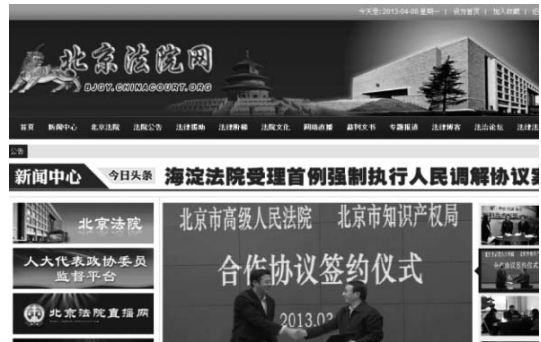 今天是:2013-04-08 星期一 | 设为首页 | 加入收藏 |
北京法院网
BJGY.CHINACOURT.ORG
首页 新闻中心 北京法院 法院公告 法律援助 法律阶梯 法院文化 网络直播 裁判文书 专题报道 法律博客 法治论坛
公告
新闻中心 今日头条 海淀法院受理首例强制执行人民调解协议案
北京法院
人大代表政协委员
监督平台
北京法院直播网
北京市高级人民法院 北京市知识产权局
合作协议签约仪式
2013.03